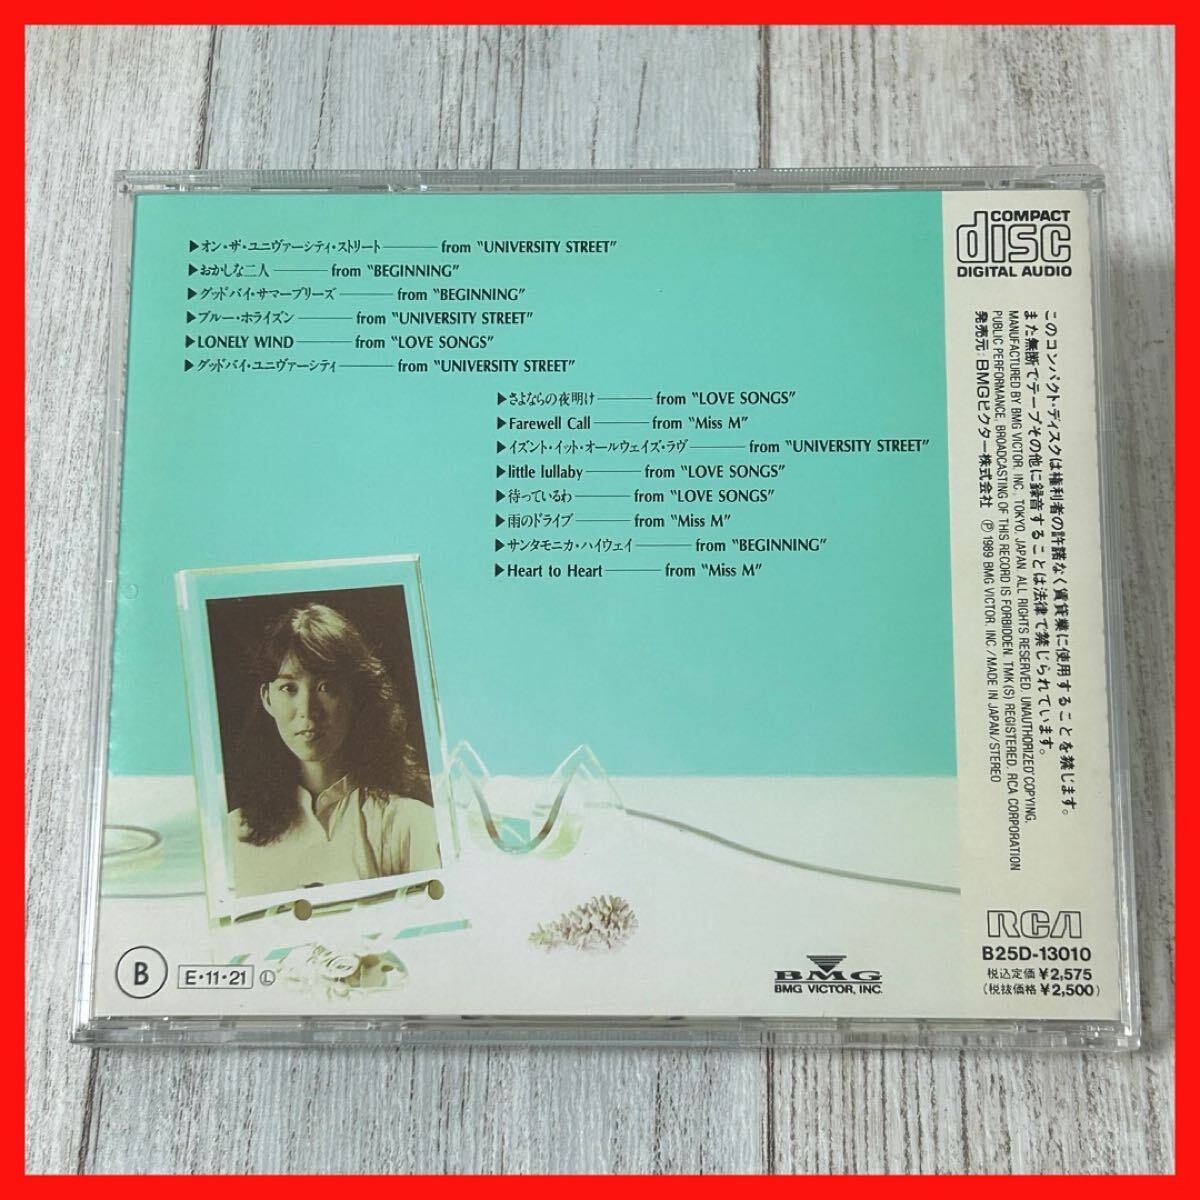 ▶オン・ザ・ユニヴァーシティ・ストリート―――from "UNIVERSITY STREET"
▶おかしな二人―――from "BEGINNING"
▶グッドバイ・サマーブリーズ―――from "BEGINNING"
▶ブルー・ホライズン―――from "UNIVERSITY STREET"
▶LONELY WIND―――from "LOVE SONGS"
▶グッドバイ・ユニヴァーシティ―――from "UNIVERSITY STREET"
▶さよならの夜明け―――from "LOVE SONGS"
▶Farewell Call―――from "Miss M"
▶イズント・イット・オールウェイズ・ラヴ―――from "UNIVERSITY STREET"
▶little lullaby―――from "LOVE SONGS"
▶待っているわ―――from "LOVE SONGS"
▶雨のドライブ―――from "Miss M"
▶サンタモニカ・ハイウェイ―――from "BEGINNING"
▶Heart to Heart―――from "Miss M"
COMPACT
disc
DIGITAL AUDIO
このコンパクト・ディスクは権利者の許諾なく賃貸業に使用することを禁じます。
また無断でテープその他に録音することは法律で禁じられています。
MANUFACTURED BY BMG VICTOR, INC., TOKYO, JAPAN. ALL RIGHTS RESERVED. UNAUTHORIZED COPYING,
PUBLIC PERFORMANCE, BROADCASTING OF THIS RECORD IS FORBIDDEN. TMK(S) REGISTERED. RCA CORPORATION
発売元:BMGビクター株式会社 Ⓟ1989 BMG VICTOR, INC./MADE IN JAPAN/STEREO
RCA
B25D-13010
税込定価¥2,575
(税抜価格¥2,500)
B
E・11・21 Ⓛ
BMG
BMG VICTOR, INC.